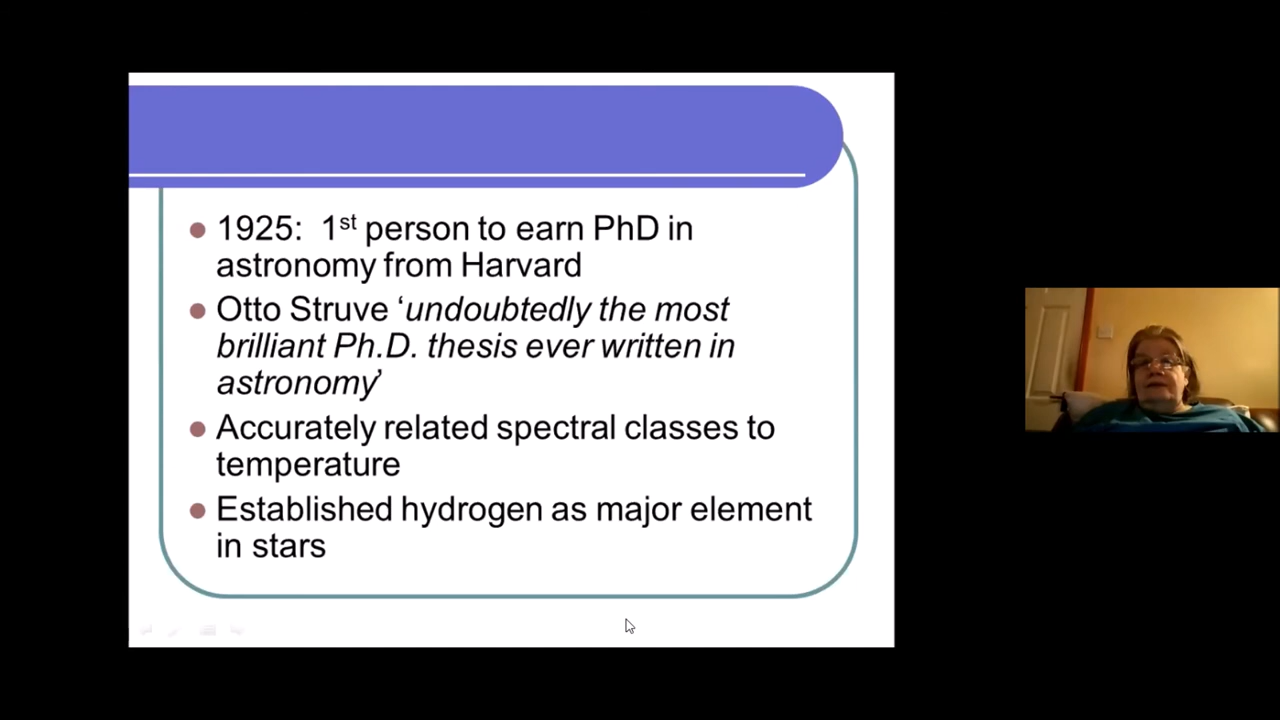 1925:  1st person to earn PhD in
astronomy from Harvard
Otto Struve ‘undoubtedly the most
brilliant Ph.D. thesis ever written in
astronomy’
Accurately related spectral classes to
temperature
Established hydrogen as major element
in stars